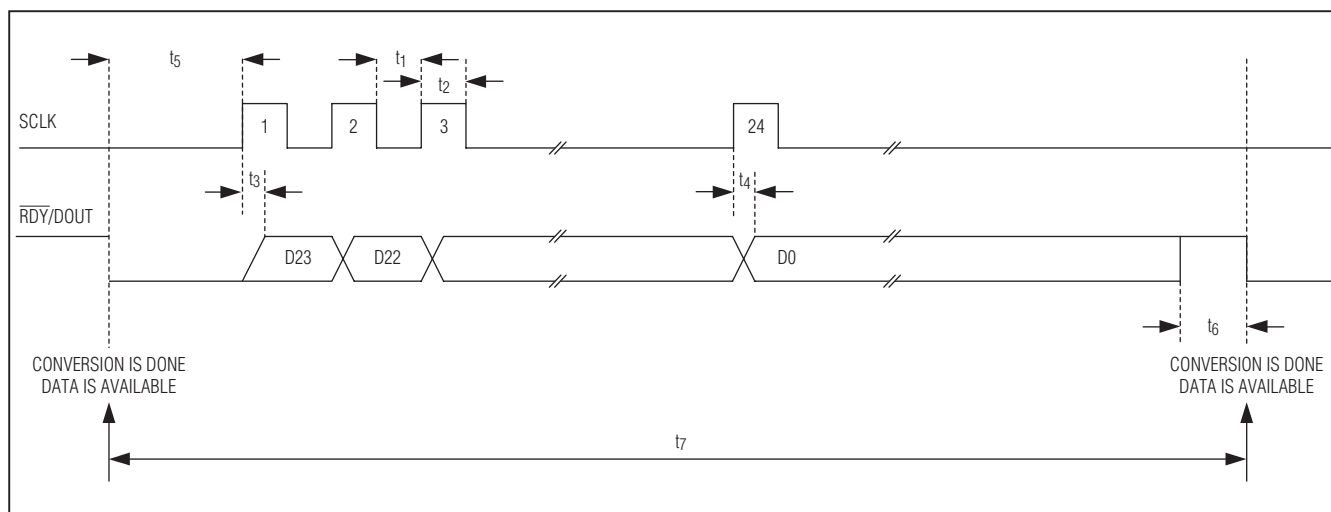 t5
t1
t2
SCLK
1
2
3
24
t3
t4
RDY/DOUT
D23
D22
D0
t6
CONVERSION IS DONE
DATA IS AVAILABLE
CONVERSION IS DONE
DATA IS AVAILABLE
t7